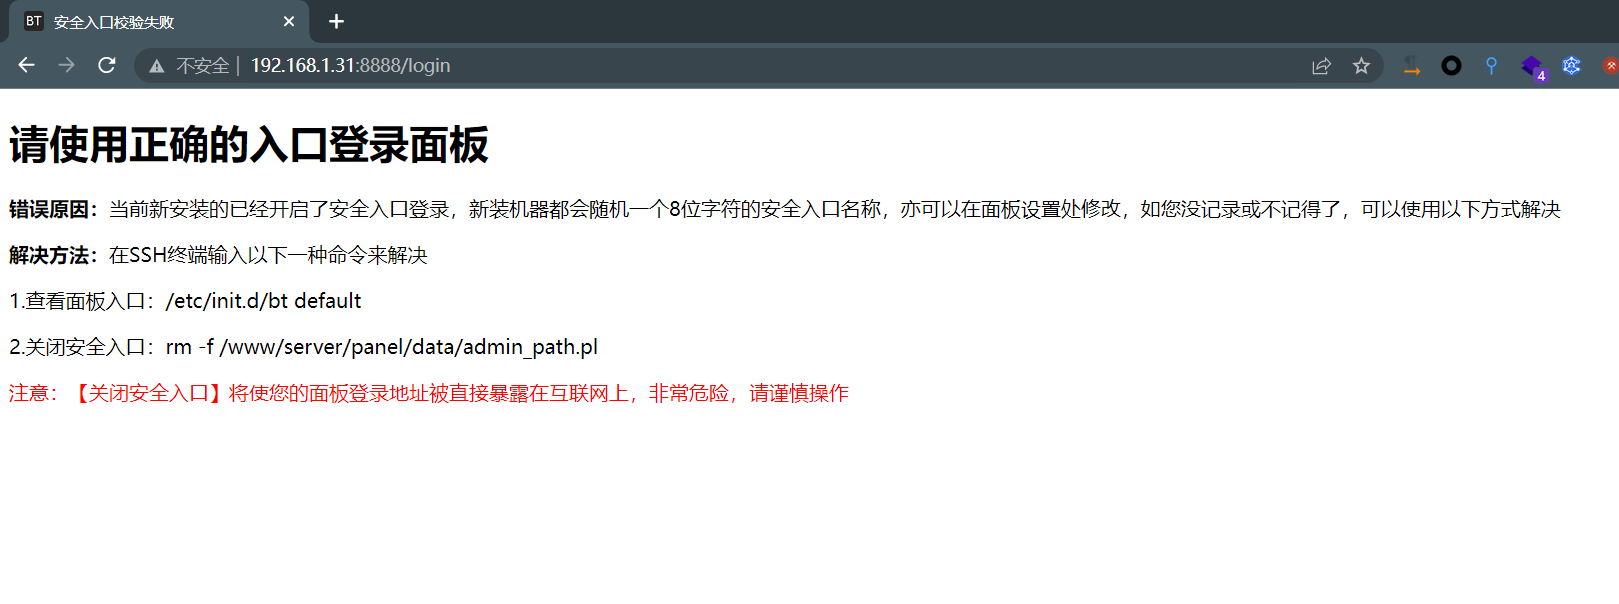 BT 安全入口校验失败
不安全 | 192.168.1.31:8888/login
4
请使用正确的入口登录面板
错误原因：当前新安装的已经开启了安全入口登录，新装机器都会随机一个8位字符的安全入口名称，亦可以在面板设置处修改，如您没记录或不记得了，可以使用以下方式解决
解决方法：在SSH终端输入以下一种命令来解决
1.查看面板入口：/etc/init.d/bt default
2.关闭安全入口：rm -f /www/server/panel/data/admin_path.pl
注意：【关闭安全入口】将使您的面板登录地址被直接暴露在互联网上，非常危险，请谨慎操作